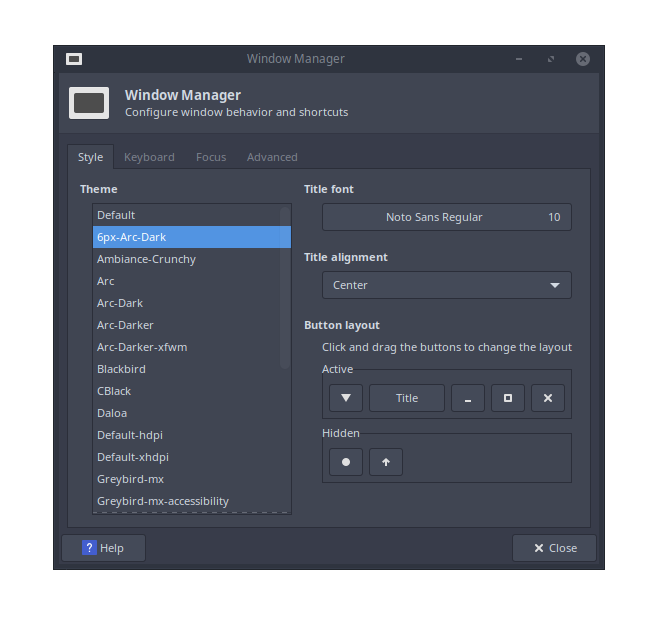 Window Manager
Window Manager
Configure window behavior and shortcuts
Style Keyboard Focus Advanced
Theme
Default
6px-Arc-Dark
Ambiance-Crunchy
Arc
Arc-Dark
Arc-Darker
Arc-Darker-xfwm
Blackbird
CBlack
Daloa
Default-hdpi
Default-xhdpi
Greybird-mx
Greybird-mx-accessibility
Title font
Noto Sans Regular 10
Title alignment
Center
Button layout
Click and drag the buttons to change the layout
Active
Title
Hidden
? Help
Close